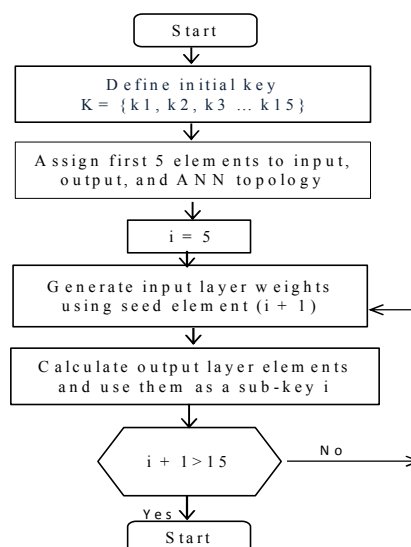 Start
Define initial key
K = {k1, k2, k3 ... k15}
Assign first 5 elements to input,
output, and ANN topology
i = 5
Generate input layer weights
using seed element (i + 1)
Calculate output layer elements
and use them as a sub-key i
i + 1>15
No
Yes
Start